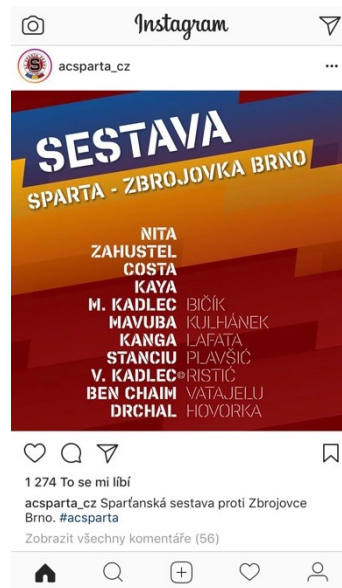 Instagram
acsparta_cz
SESTAVA
SPARTA - ZBROJOVKA BRNO
NITA
ZAHUSTEL
COSTA
KAYA
M. KADLEC BIČÍK
MAVUBA KULHÁNEK
KANGA LAFATA
STANCIU PLAVŠIĆ
V. KADLEC RISTIĆ
BEN CHAIM VATAJELU
DRCHAL HOVORKA
1 274 To se mi líbí
acsparta_cz Sparťanská sestava proti Zbrojovce
Brno. #acsparta
Zobrazit všechny komentáře (56)